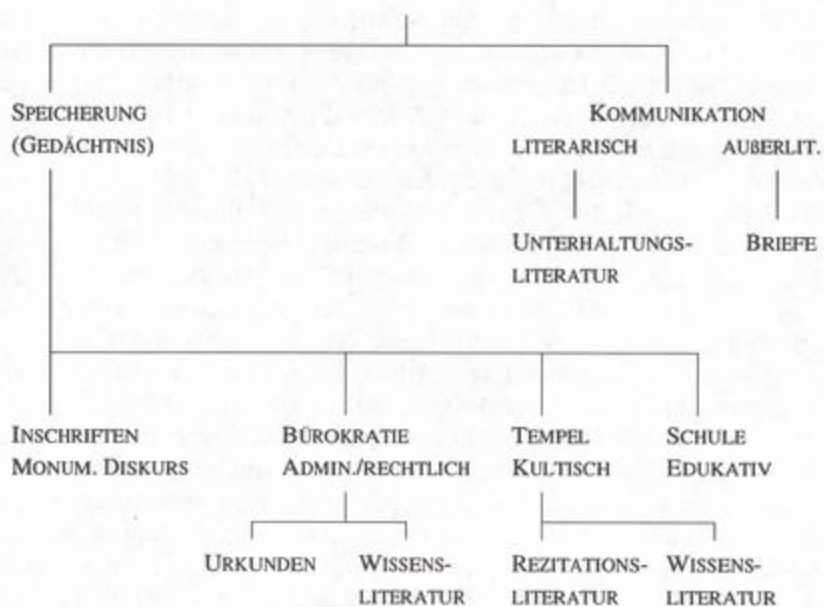 SPEICHERUNG
(GEDÄCHTNIS)
KOMMUNIKATION
LITERARISCH AUßERLIT.
UNTERHALTUNGS-
LITERATUR
BRIEFE
INSCHRIFTEN
MONUM. DISKURS
BÜROKRATIE
ADMIN./RECHTLICH
TEMPEL
KULTISCH
SCHULE
EDUKATIV
URKUNDEN
WISSENS-
LITERATUR
REZITATIONS-
LITERATUR
WISSENS-
LITERATUR